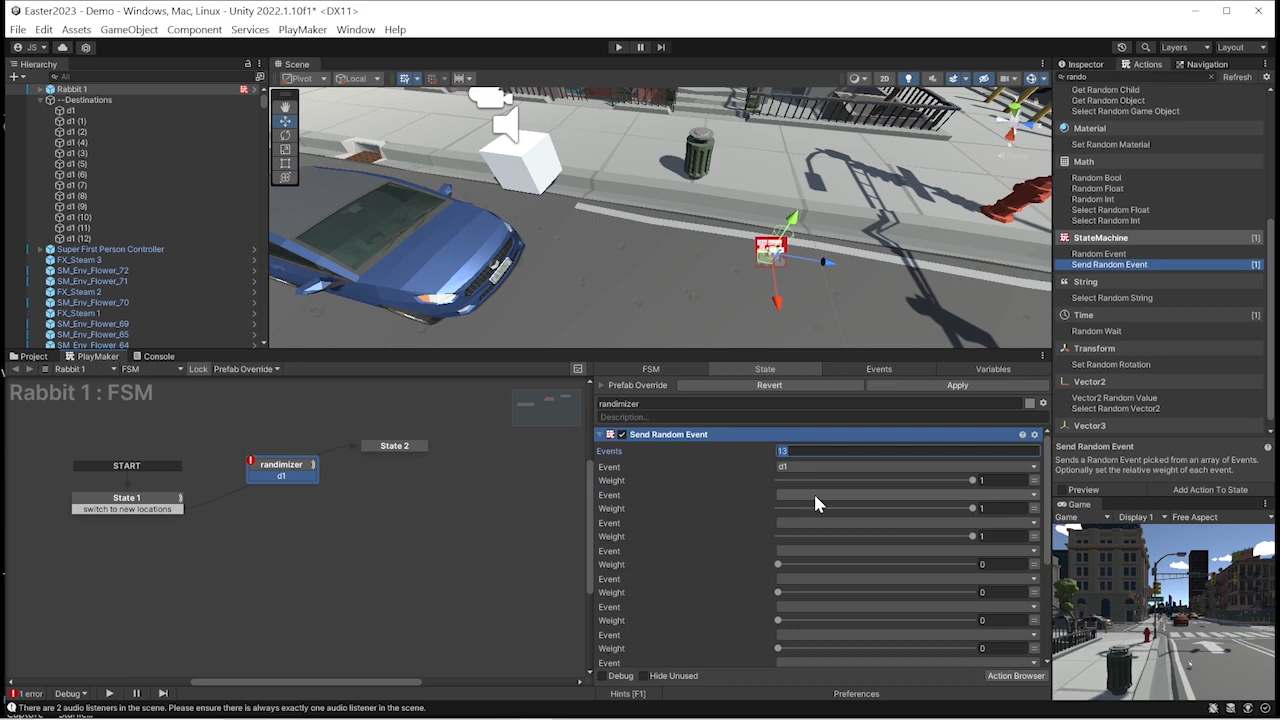 Easter2023 - Demo - Windows, Mac, Linux - Unity 2022.1.10f1* <DX11>
File Edit Assets GameObject Component Services PlayMaker Window Help
JS Layers Layout
Hierarchy
All
Rabbit 1
--Destinations
d1
d1 (1)
d1 (2)
d1 (4)
d1 (3)
d1 (5)
d1 (6)
d1 (7)
d1 (8)
d1 (9)
d1 (10)
d1 (11)
d1 (12)
Super First Person Controller
FX_Steam 3
SM_Env_Flower_72
SM_Env_Flower_71
FX_Steam 2
SM_Env_Flower_70
FX_Steam 1
SM_Env_Flower_69
SM_Env_Flower_65
SM_Env_Flower_64
Scene
Pivot Local 2D
Inspector Actions Navigation
rando Refresh
Get Random Child
Get Random Object
Select Random Game Object
Material
Set Random Material
Math
Random Bool
Random Float
Random Int
Select Random Float
Select Random Int
StateMachine [1]
Random Event
Send Random Event [1]
String
Select Random String
Time [1]
Random Wait
Transform
Set Random Rotation
Vector2
Vector2 Random Value
Select Random Vector2
Vector3
Send Random Event
Sends a Random Event picked from an array of Events.
Optionally set the relative weight of each event.
Preview Add Action To State
Game
Game Display 1 Free Aspect
Project PlayMaker Console
Rabbit 1 FSM Lock Prefab Override
Rabbit 1 : FSM
START
State 1
switch to new locations
randimizer
d1
State 2
FSM State Events Variables
Prefab Override Revert Apply
randimizer
Description...
Send Random Event
Events 13
Event d1
Weight 1
Event
Weight 1
Event
Weight 1
Event
Weight 0
Event
Weight 0
Event
Weight 0
Event
Weight 0
Event
Debug Hide Unused Action Browser
1 error Debug Hints [F1] Preferences
There are 2 audio listeners in the scene. Please ensure there is always exactly one audio listener in the scene.